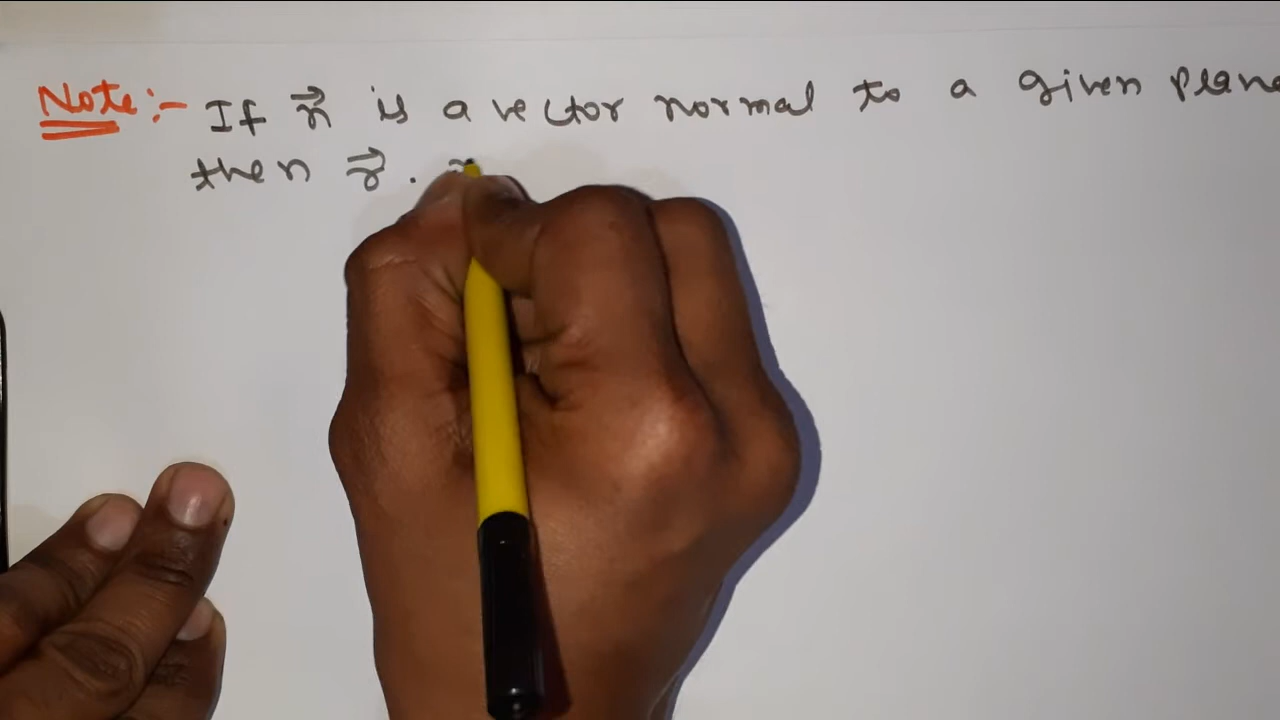 Note:- If n⃗ is a vector normal to a given plane
then r⃗ .